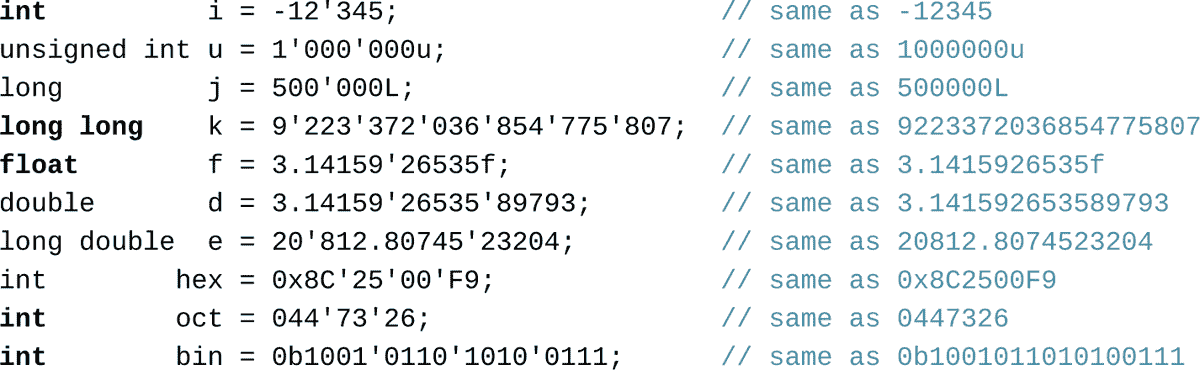 int          i = -12'345;                    // same as -12345
unsigned int u = 1'000'000u;                 // same as 1000000u
long         j = 500'000L;                   // same as 500000L
long long    k = 9'223'372'036'854'775'807;  // same as 9223372036854775807
float        f = 3.14159'26535f;             // same as 3.1415926535f
double       d = 3.14159'26535'89793;        // same as 3.141592653589793
long double  e = 20'812.80745'23204;         // same as 20812.8074523204
int        hex = 0x8C'25'00'F9;              // same as 0x8C2500F9
int        oct = 044'73'26;                  // same as 0447326
int        bin = 0b1001'0110'1010'0111;      // same as 0b1001011010100111